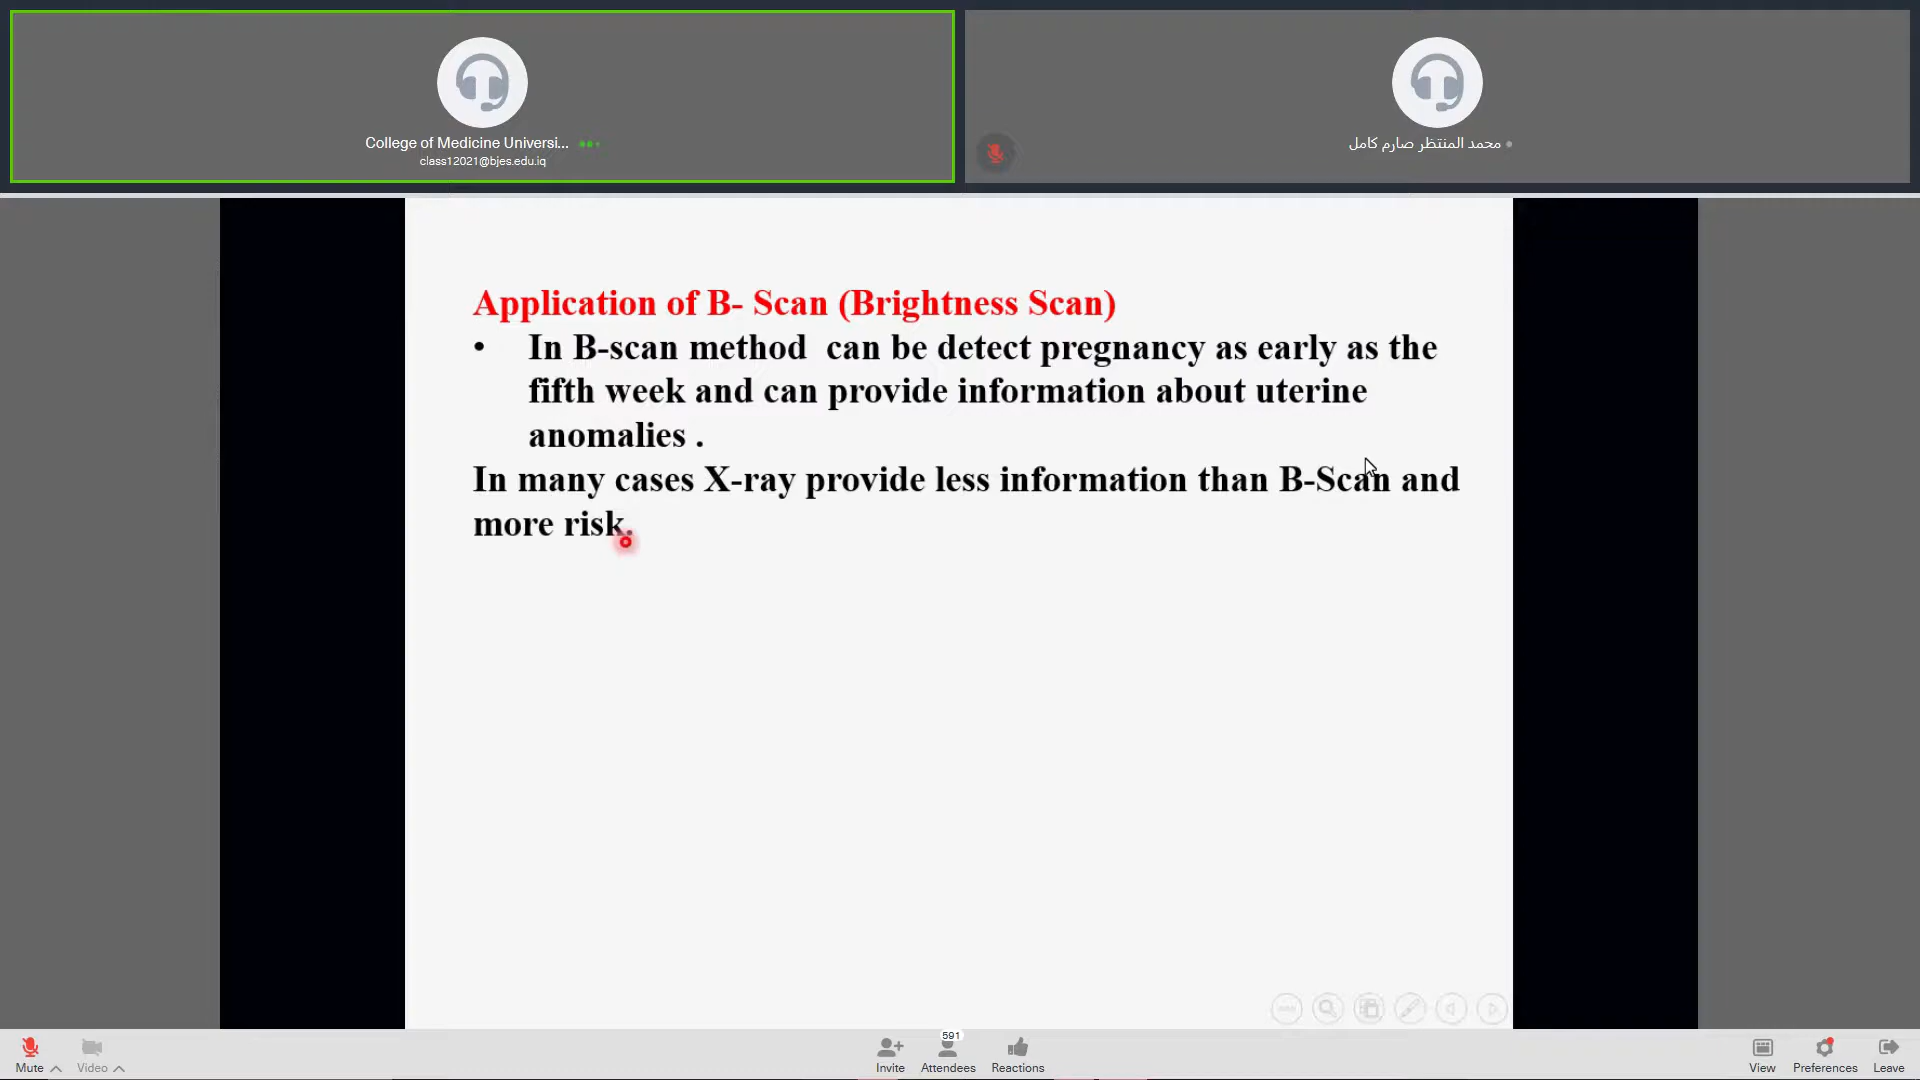 College of Medicine Universi...
class12021@bjes.edu.iq
محمد المنتظر صارم كامل
Application of B- Scan (Brightness Scan)
• In B-scan method can be detect pregnancy as early as the
fifth week and can provide information about uterine
anomalies .
In many cases X-ray provide less information than B-Scan and
more risk.
Mute
Video
Invite
591
Attendees
Reactions
View
Preferences
Leave